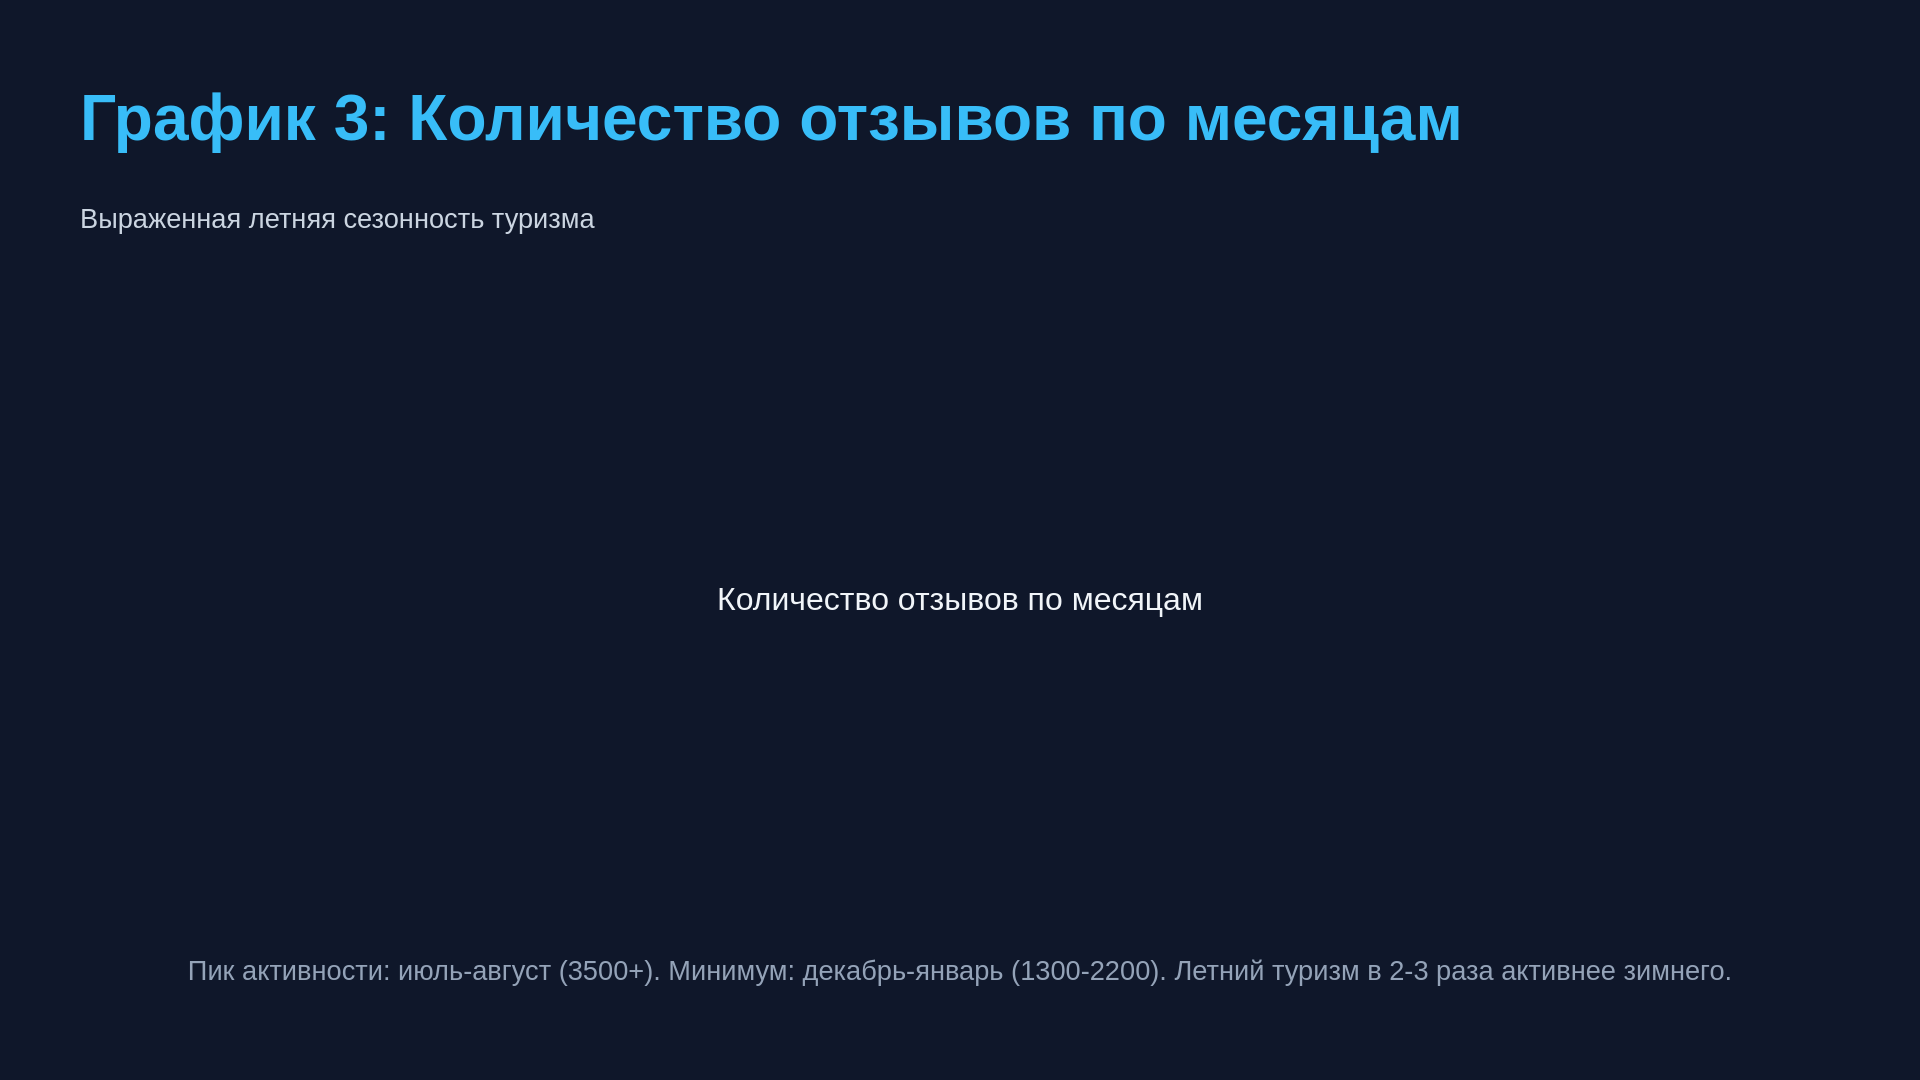 График 3: Количество отзывов по месяцам
Выраженная летняя сезонность туризма
Количество отзывов по месяцам
Пик активности: июль-август (3500+). Минимум: декабрь-январь (1300-2200). Летний туризм в 2-3 раза активнее зимнего.